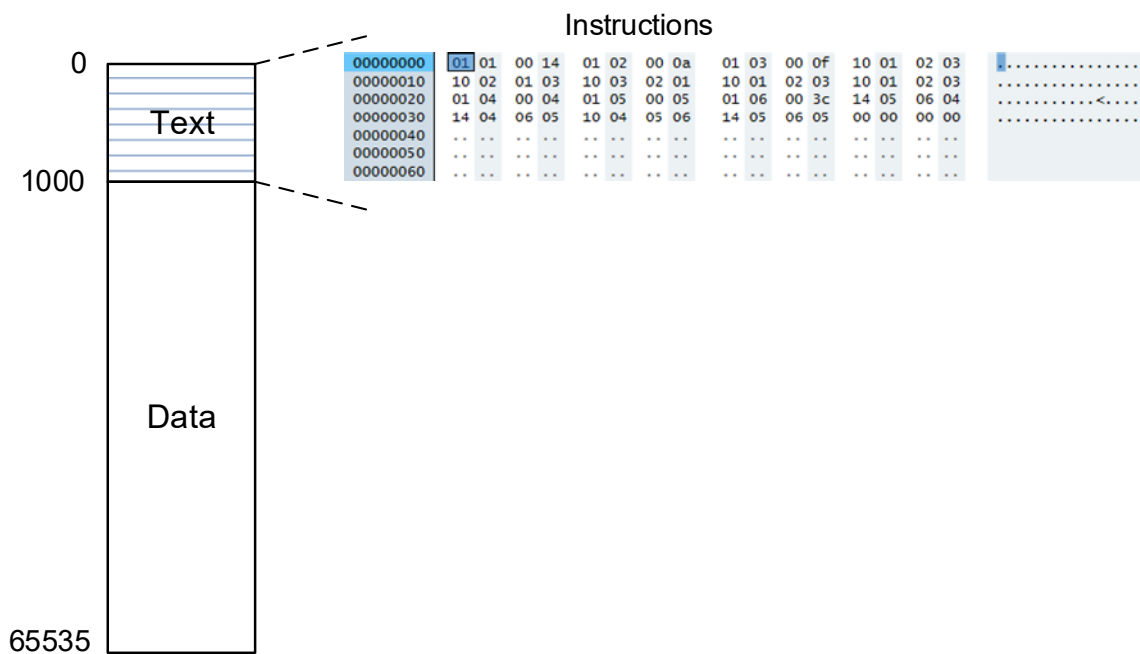 Instructions
0
00000000 01 01 00 14 01 02 00 0a 01 03 00 0f 10 01 02 03 ................
00000010 10 02 01 03 10 03 02 01 10 01 02 03 10 01 02 03 ................
00000020 01 04 00 04 01 05 00 05 01 06 00 3c 14 05 06 04 ...........<....
00000030 14 04 06 05 10 04 05 06 14 05 06 05 00 00 00 00 ................
00000040 .. .. .. .. .. .. .. .. .. .. .. .. .. .. .. ..
00000050 .. .. .. .. .. .. .. .. .. .. .. .. .. .. .. ..
00000060 .. .. .. .. .. .. .. .. .. .. .. .. .. .. .. ..
Text
1000
Data
65535